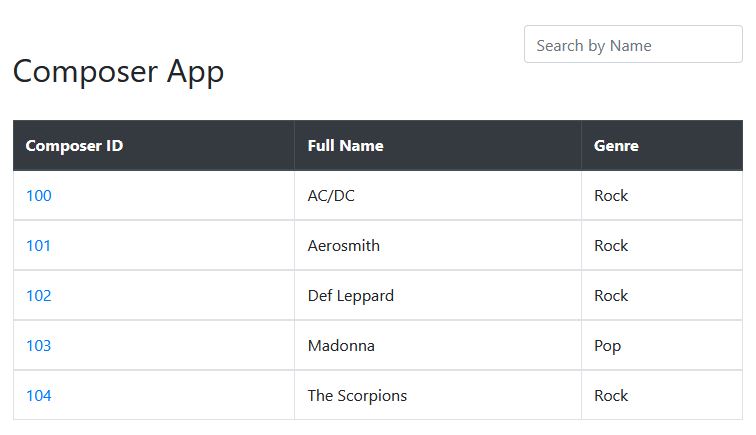 Search by Name
Composer App
Composer ID Full Name Genre
100 AC/DC Rock
101 Aerosmith Rock
102 Def Leppard Rock
103 Madonna Pop
104 The Scorpions Rock